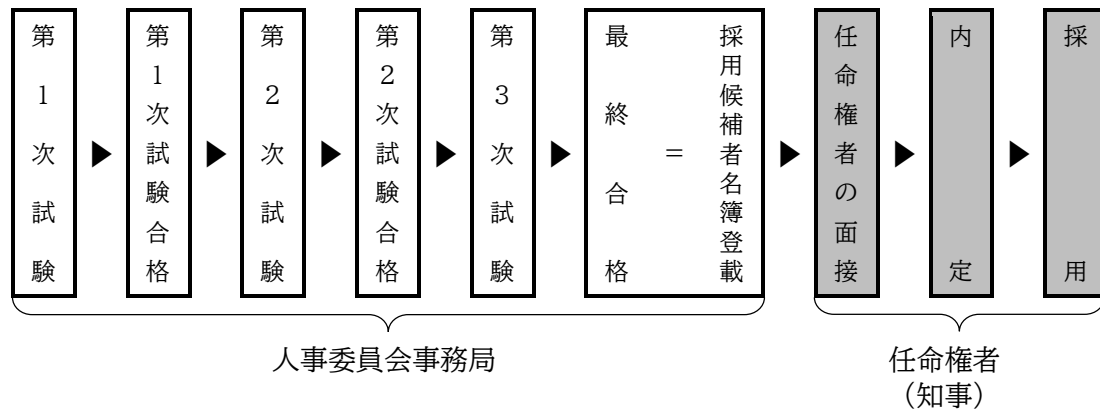 第1次試験
▶
第1次試験合格
▶
第2次試験
▶
第2次試験合格
▶
第3次試験
▶
最終合格
=
採用候補者名簿登載
▶
任命権者の面接
▶
内定
▶
採用
人事委員会事務局
任命権者
(知事)